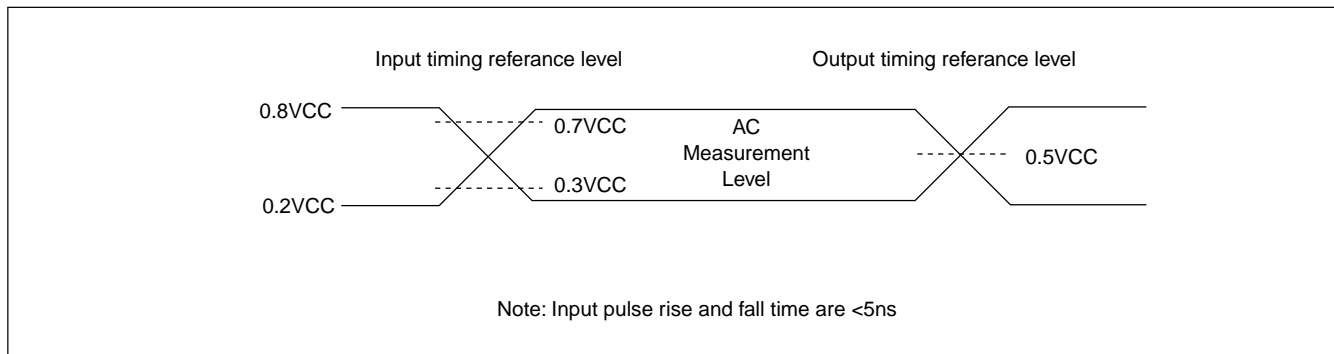 Input timing referance level
Output timing referance level
0.8VCC
0.7VCC
AC
Measurement
Level
0.5VCC
0.3VCC
0.2VCC
Note: Input pulse rise and fall time are <5ns